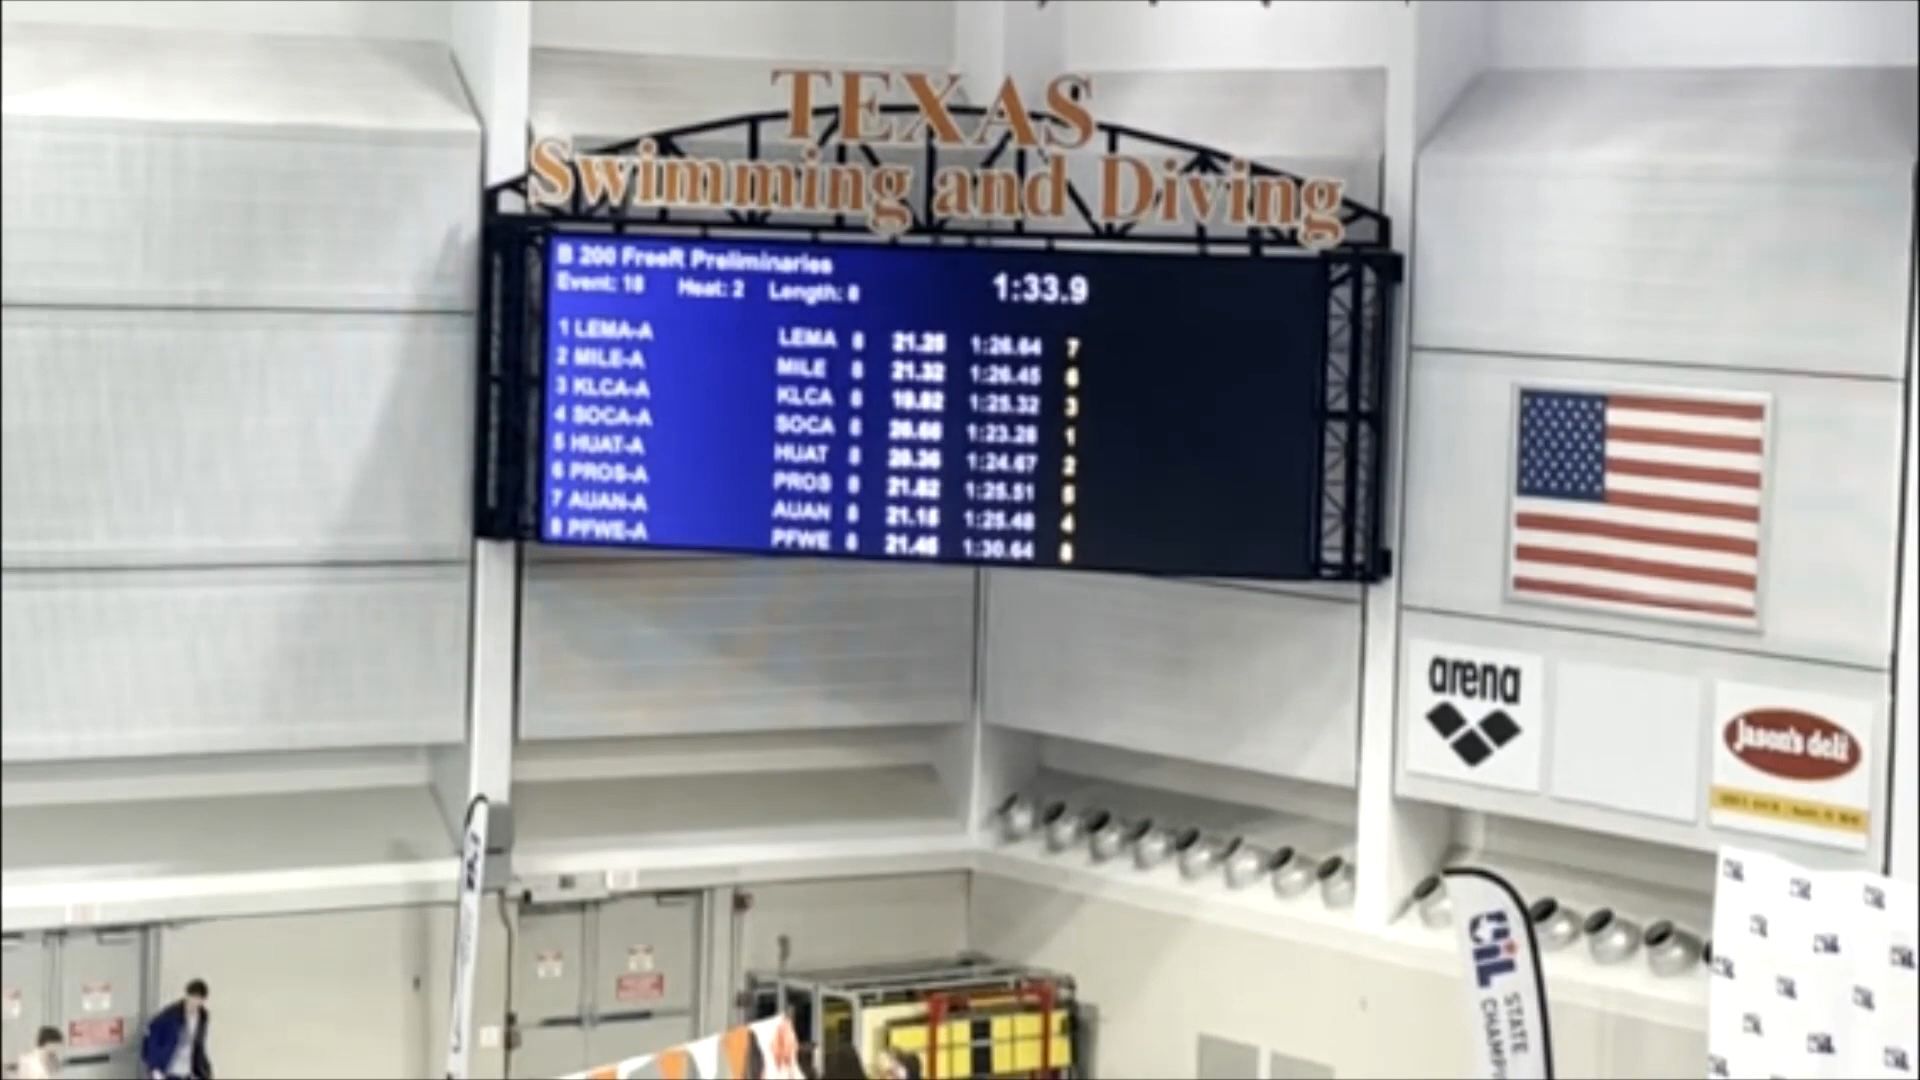 TEXAS
Swimming and Diving
B 200 FreeR Preliminaries
1:33.9
Event: 18 Heat: 2 Length: 8
1 LEMA-A LEMA 8 21.25 1:26.64 7
2 MILE-A MILE 8 21.32 1:26.45 6
3 KLCA-A KLCA 8 19.82 1:25.32 3
4 SOCA-A SOCA 8 20.66 1:23.28 1
5 HUAT-A HUAT 8 20.36 1:24.67 2
6 PROS-A PROS 8 21.82 1:25.51 5
7 AUAN-A AUAN 8 21.15 1:25.48 4
8 PFWE-A PFWE 8 21.45 1:30.64 8
arena
Jason's deli
UIL
STATE